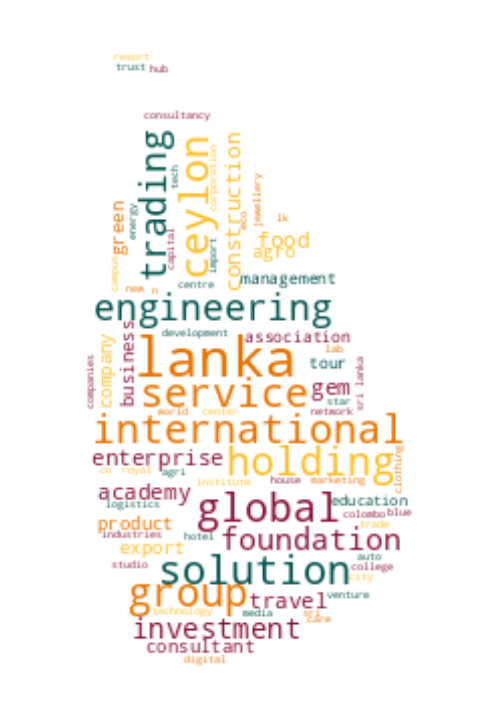 resort
trust hub
consultancy
trading
tech
ceylon
corporation
construction
eco
jewellery
lk
green
energy
capital
import
food
agro
campus
new n
centre
management
engineering
business
development
association
companies
company
lanka
lab
tour
sri lanka
service
gem
star
world center
network
international
enterprise
holding
clothing
co royal agri
house marketing
institute
academy
logistics
global
education
colombo blue
product
trade
industries
hotel
foundation
export
auto
studio
solution
college
city
group
travel
venture
technology
media
sri
care
investment
consultant
digital